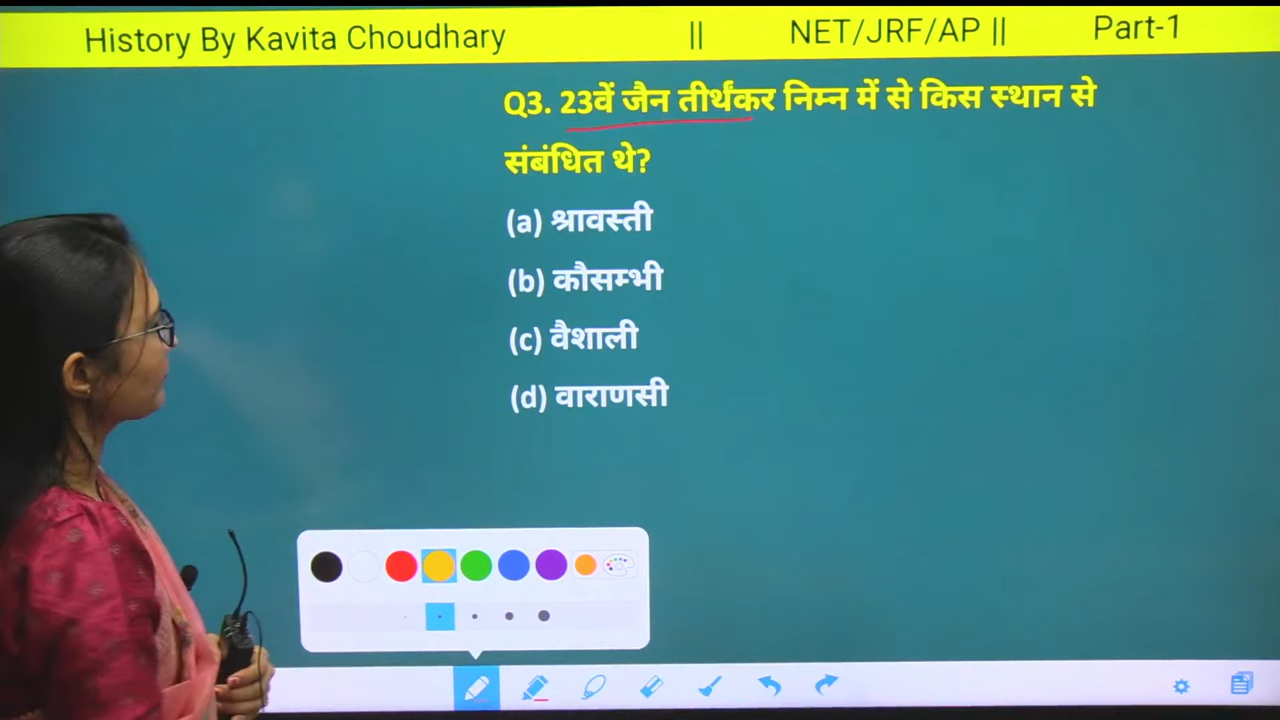 History By Kavita Choudhary || NET/JRF/AP || Part-1
Q3. 23वें जैन तीर्थंकर निम्न में से किस स्थान से
संबंधित थे?
(a) श्रावस्ती
(b) कौसम्भी
(c) वैशाली
(d) वाराणसी